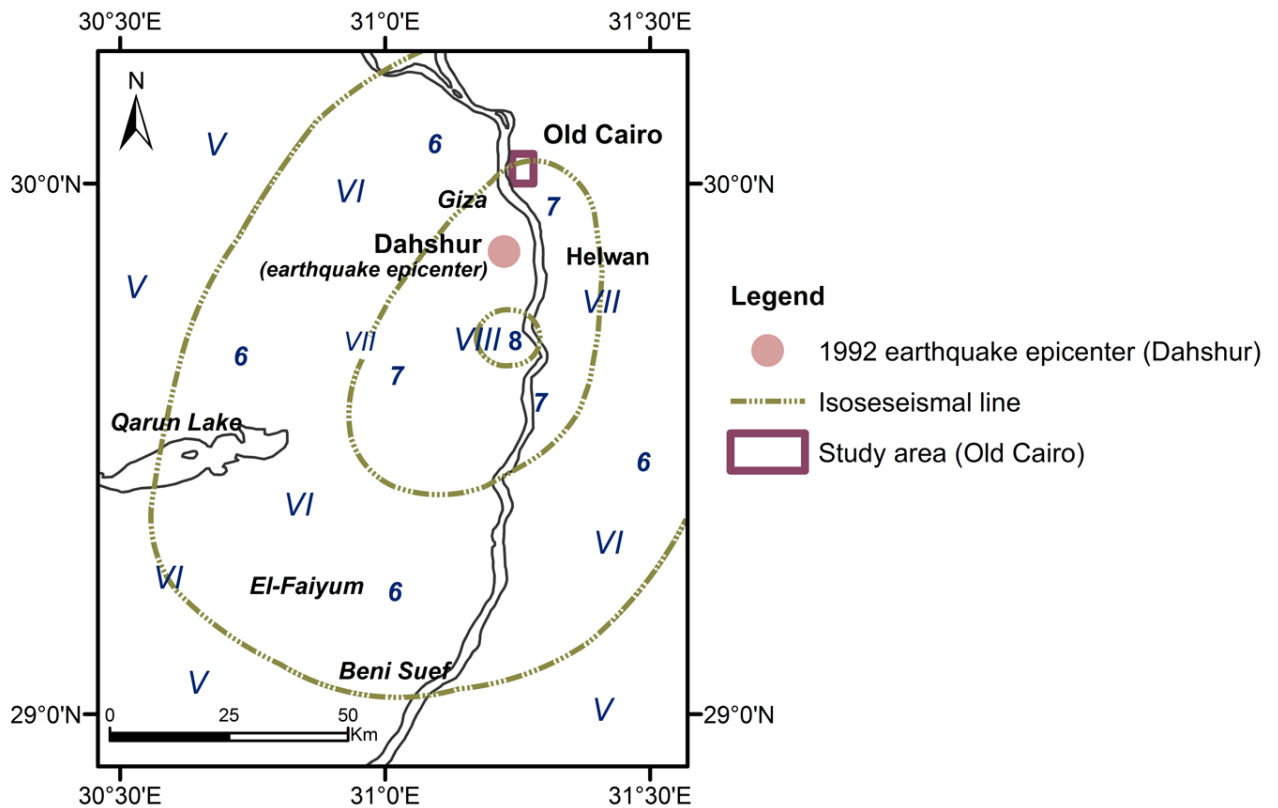 30°30'E 31°0'E 31°30'E
N
V
6
Old Cairo
30°0'N
30°0'N
VI
Giza
7
Dahshur
(earthquake epicenter)
Helwan
V
VII
Legend
VII
VIII 8
6
1992 earthquake epicenter (Dahshur)
7
7
Isoseseismal line
Qarun Lake
6
Study area (Old Cairo)
VI
VI
VI
El-Faiyum
6
Beni Suef
V
V
29°0'N
29°0'N
0 25 50
Km
30°30'E 31°0'E 31°30'E